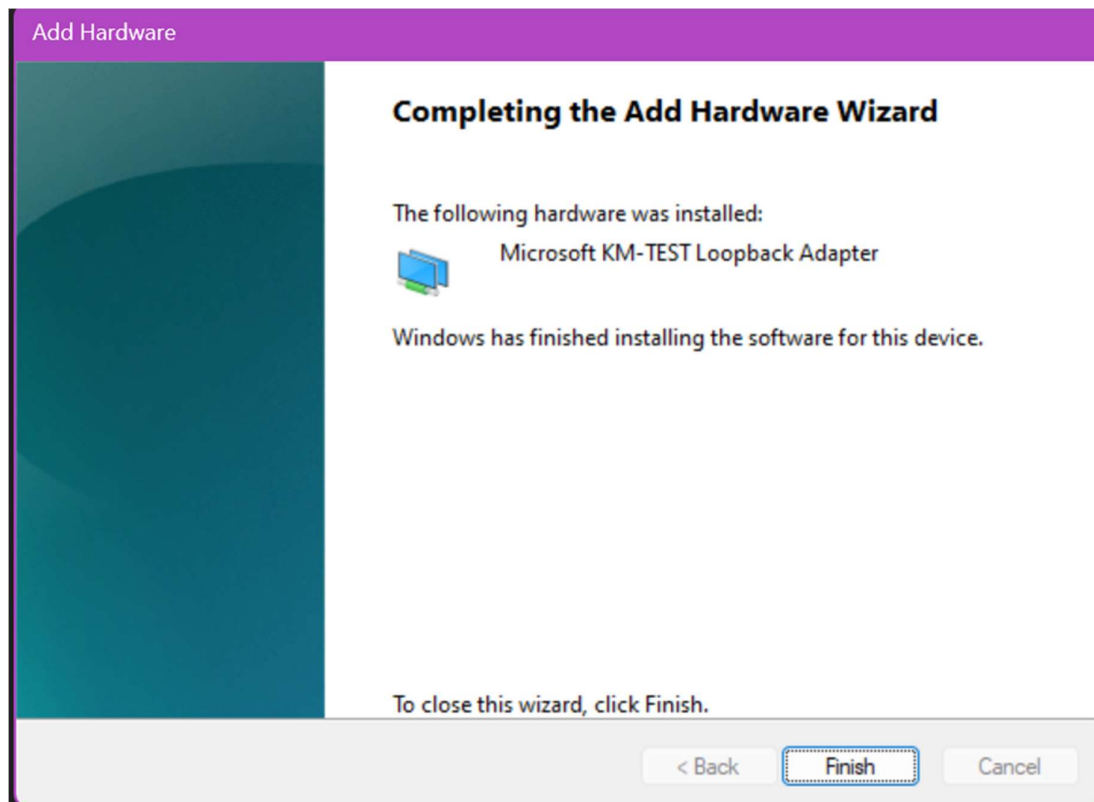 Add Hardware
Completing the Add Hardware Wizard
The following hardware was installed:
Microsoft KM-TEST Loopback Adapter
Windows has finished installing the software for this device.
To close this wizard, click Finish.
< Back Finish Cancel